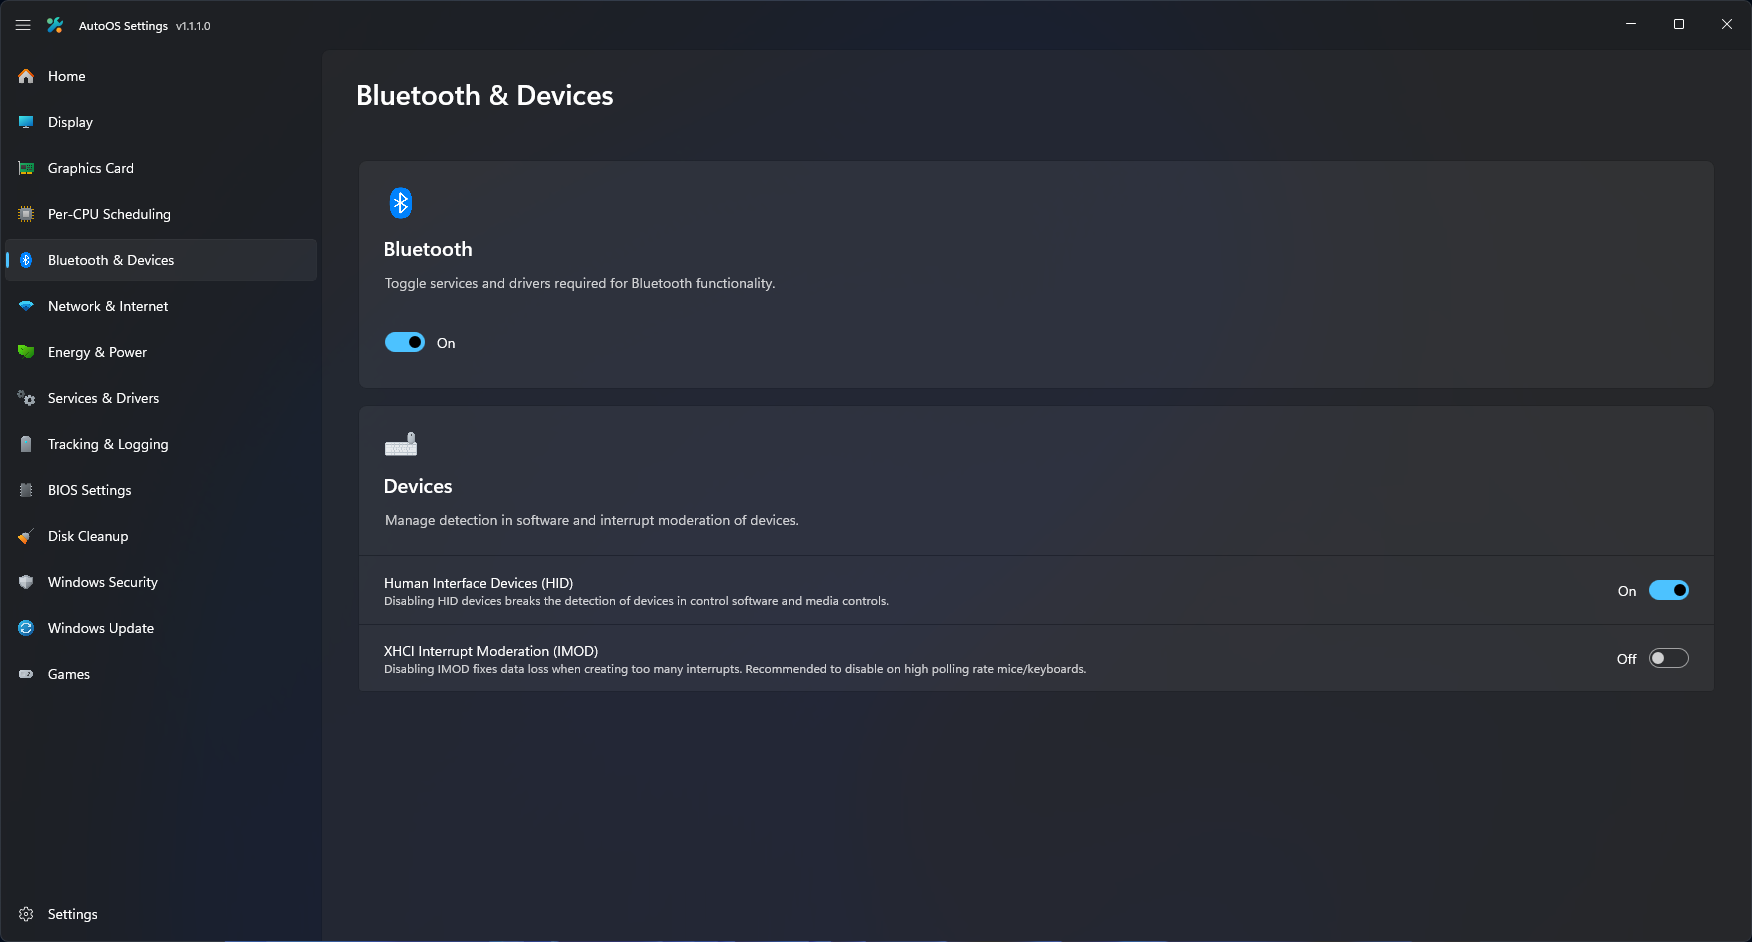 AutoOS Settings v1.1.1.0
Home
Display
Graphics Card
Per-CPU Scheduling
Bluetooth & Devices
Network & Internet
Energy & Power
Services & Drivers
Tracking & Logging
BIOS Settings
Disk Cleanup
Windows Security
Windows Update
Games
Settings
Bluetooth & Devices
Bluetooth
Toggle services and drivers required for Bluetooth functionality.
On
Devices
Manage detection in software and interrupt moderation of devices.
Human Interface Devices (HID)
Disabling HID devices breaks the detection of devices in control software and media controls.
On
XHCI Interrupt Moderation (IMOD)
Disabling IMOD fixes data loss when creating too many interrupts. Recommended to disable on high polling rate mice/keyboards.
Off